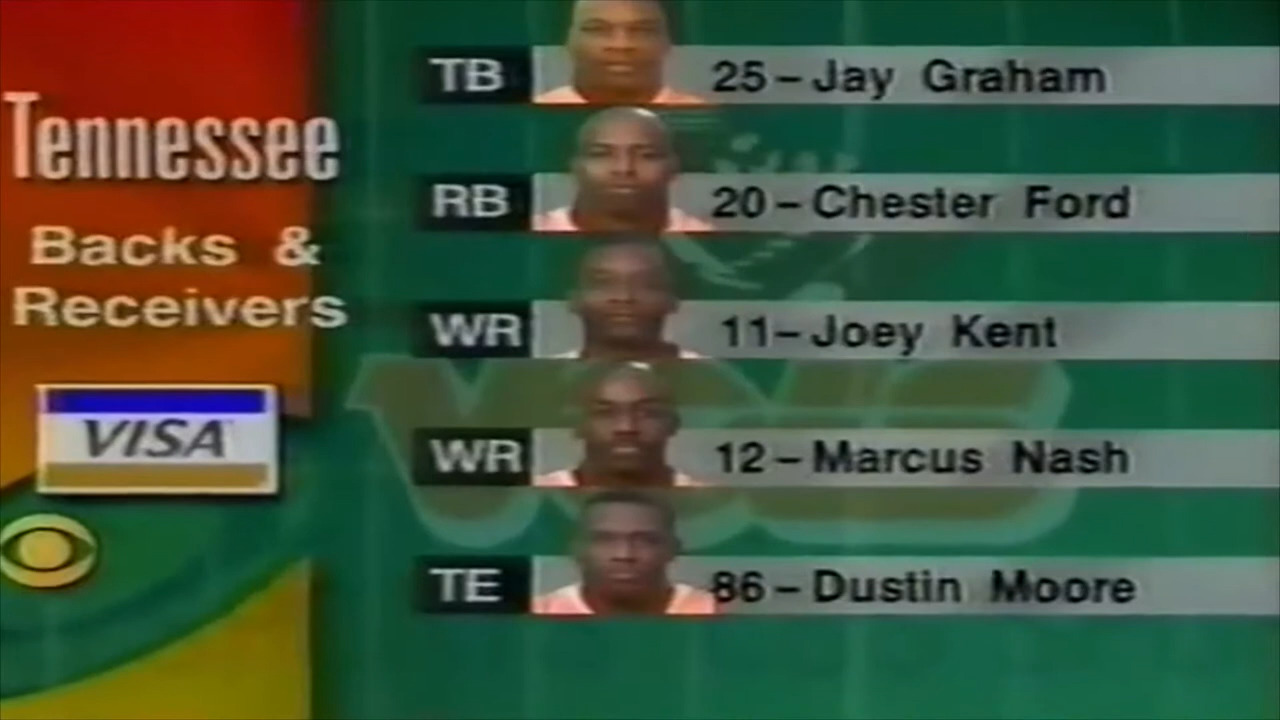 Tennessee
Backs &
Receivers
VISA
TB 25-Jay Graham
RB 20-Chester Ford
WR 11-Joey Kent
WR 12-Marcus Nash
TE 86-Dustin Moore
VOLS